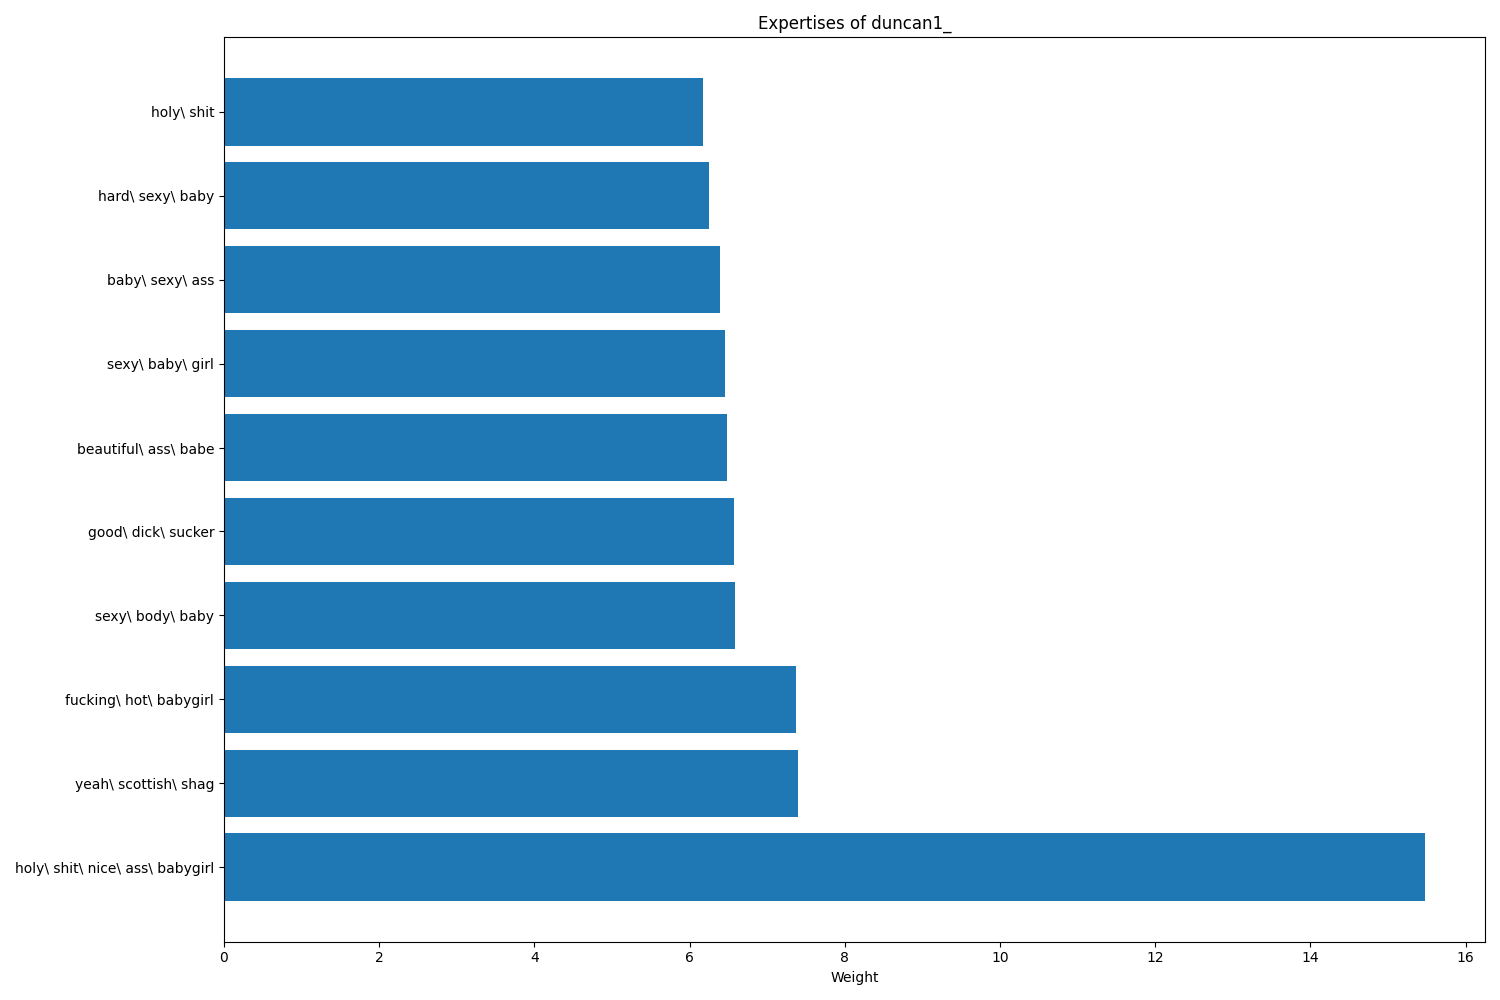 Expertises of duncan1_
holy\ shit
hard\ sexy\ baby
baby\ sexy\ ass
sexy\ baby\ girl
beautiful\ ass\ babe
good\ dick\ sucker
sexy\ body\ baby
fucking\ hot\ babygirl
yeah\ scottish\ shag
holy\ shit\ nice\ ass\ babygirl
0 2 4 6 8 10 12 14 16
Weight